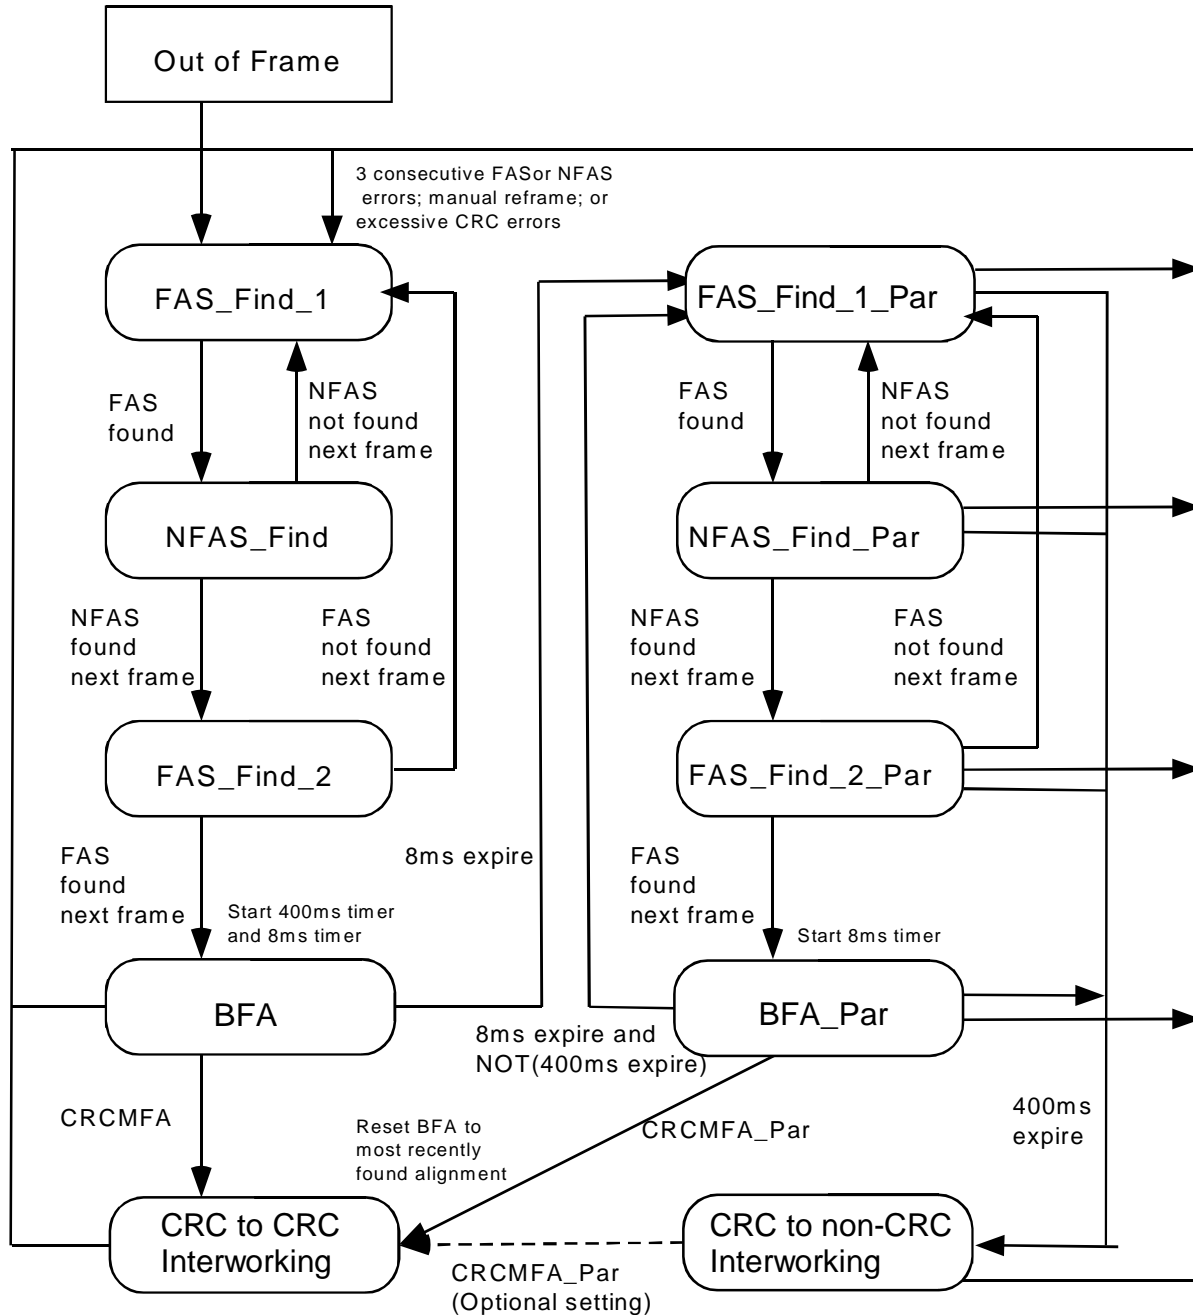 Out of Frame
3 consecutive FASor NFAS
errors; manual reframe; or
excessive CRC errors
FAS_Find_1
FAS_Find_1_Par
FAS
found
NFAS
not found
next frame
FAS
found
NFAS
not found
next frame
NFAS_Find
NFAS_Find_Par
NFAS
found
next frame
FAS
not found
next frame
NFAS
found
next frame
FAS
not found
next frame
FAS_Find_2
FAS_Find_2_Par
FAS
found
next frame
8ms expire
FAS
found
next frame
Start 400ms timer
and 8ms timer
Start 8ms timer
BFA
BFA_Par
8ms expire and
NOT(400ms expire)
CRCMFA
Reset BFA to
most recently
found alignment
CRCMFA_Par
400ms
expire
CRC to CRC
Interworking
CRC to non-CRC
Interworking
CRCMFA_Par
(Optional setting)